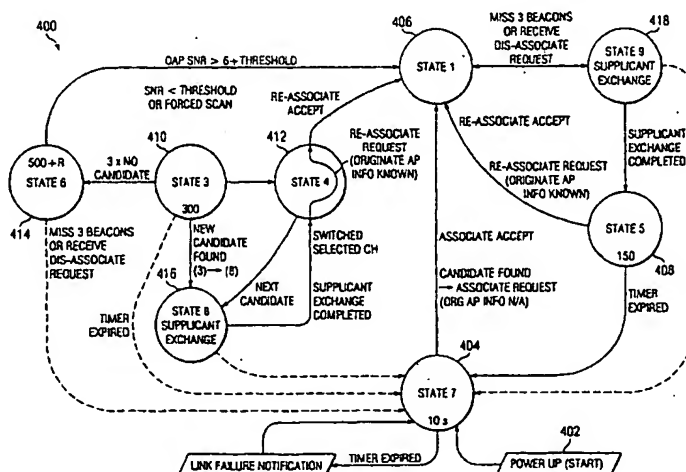 400
OAP SNR > 6 + THRESHOLD
SNR < THRESHOLD
OR FORCED SCAN
406
STATE 1
MISS 3 BEACONS
OR RECEIVE
DIS-ASSOCIATE
REQUEST
418
STATE 9
SUPPLICANT
EXCHANGE
RE-ASSOCIATE
ACCEPT
410
412
RE-ASSOCIATE
REQUEST
(ORIGINATE AP
INFO KNOWN)
RE-ASSOCIATE ACCEPT
SUPPLICANT
EXCHANGE
COMPLETED
500+R
STATE 6
414
3 x NO
CANDIDATE
STATE 3
300
STATE 4
RE-ASSOCIATE REQUEST
(ORIGINATE AP
INFO KNOWN)
STATE 5
150
408
MISS 3 BEACONS
OR RECEIVE
DIS-ASSOCIATE
REQUEST
NEW
CANDIDATE
FOUND
(3) → (8)
416
SWITCHED
SELECTED CH
ASSOCIATE ACCEPT
STATE 8
SUPPLICANT
EXCHANGE
NEXT
CANDIDATE
SUPPLICANT
EXCHANGE
COMPLETED
CANDIDATE FOUND
→ ASSOCIATE REQUEST
(ORG AP INFO N/A)
TIMER
EXPIRED
TIMER
EXPIRED
404
STATE 7
10 s
402
LINK FAILURE NOTIFICATION
TIMER EXPIRED
POWER UP (START)